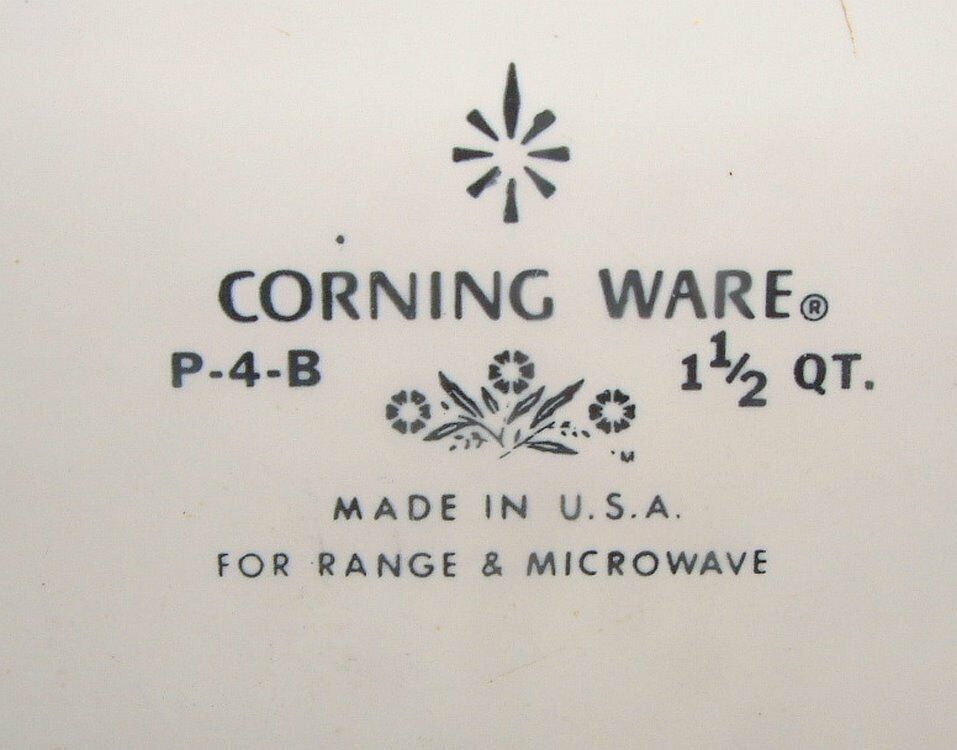 CORNING WARE®
P-4-B 1 1/2 QT.
TM
MADE IN U.S.A.
FOR RANGE & MICROWAVE